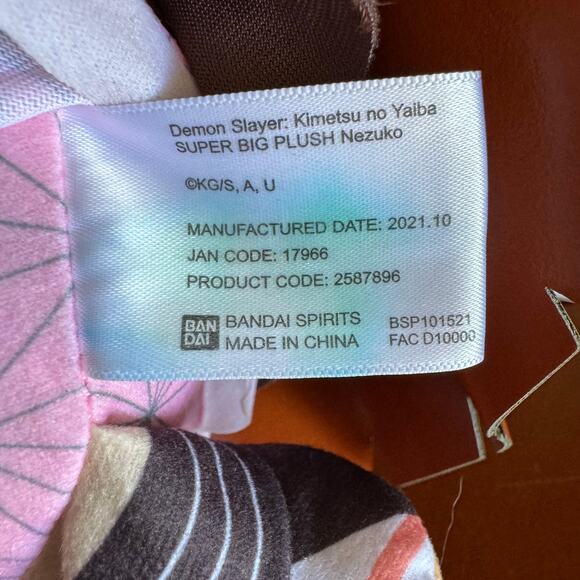 Demon Slayer: Kimetsu no Yaiba
SUPER BIG PLUSH Nezuko
©KG/S, A, U
MANUFACTURED DATE: 2021.10
JAN CODE: 17966
PRODUCT CODE: 2587896
BAN
DAI
BANDAI SPIRITS
MADE IN CHINA
BSP101521
FAC D10000